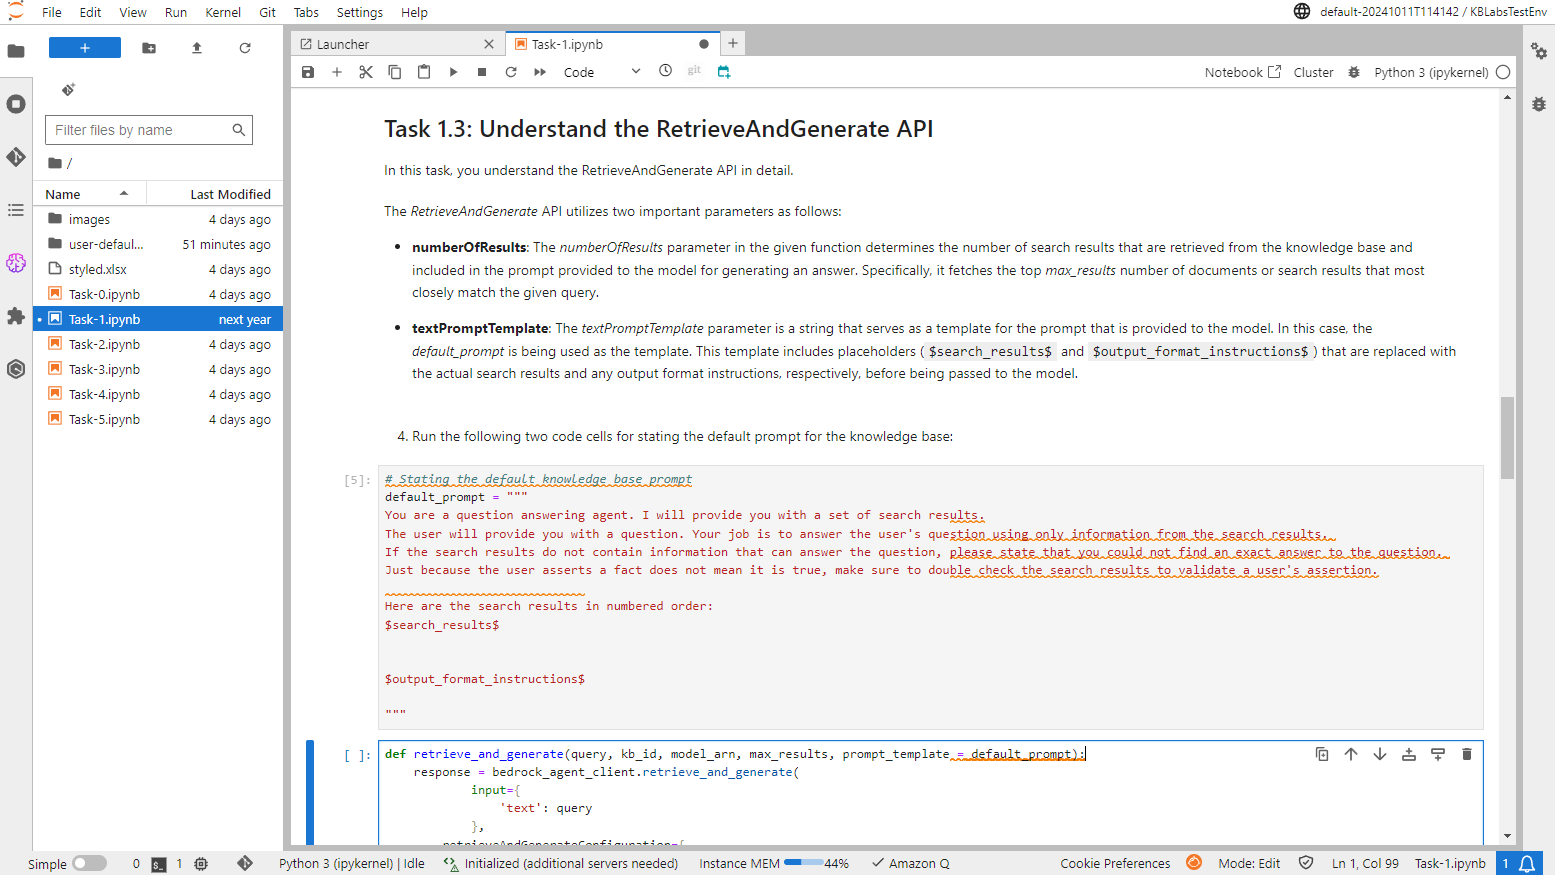 File Edit View Run Kernel Git Tabs Settings Help
default-20241011T114142 / KBLabsTestEnv
Launcher
Task-1.ipynb
Code
git
Notebook
Cluster
Python 3 (ipykernel)
Filter files by name
/
Name Last Modified
images 4 days ago
user-defaul... 51 minutes ago
styled.xlsx 4 days ago
Task-0.ipynb 4 days ago
Task-1.ipynb next year
Task-2.ipynb 4 days ago
Task-3.ipynb 4 days ago
Task-4.ipynb 4 days ago
Task-5.ipynb 4 days ago
Task 1.3: Understand the RetrieveAndGenerate API
In this task, you understand the RetrieveAndGenerate API in detail.
The RetrieveAndGenerate API utilizes two important parameters as follows:
• numberOfResults: The numberOfResults parameter in the given function determines the number of search results that are retrieved from the knowledge base and
included in the prompt provided to the model for generating an answer. Specifically, it fetches the top max_results number of documents or search results that most
closely match the given query.
• textPromptTemplate: The textPromptTemplate parameter is a string that serves as a template for the prompt that is provided to the model. In this case, the
default_prompt is being used as the template. This template includes placeholders ( $search_results$ and $output_format_instructions$ ) that are replaced with
the actual search results and any output format instructions, respectively, before being passed to the model.
4. Run the following two code cells for stating the default prompt for the knowledge base:
[5]:
# Stating the default knowledge base prompt
default_prompt = """
You are a question answering agent. I will provide you with a set of search results.
The user will provide you with a question. Your job is to answer the user's question using only information from the search results.
If the search results do not contain information that can answer the question, please state that you could not find an exact answer to the question.
Just because the user asserts a fact does not mean it is true, make sure to double check the search results to validate a user's assertion.
Here are the search results in numbered order:
$search_results$
$output_format_instructions$
"""
[ ]:
def retrieve_and_generate(query, kb_id, model_arn, max_results, prompt_template = default_prompt):
response = bedrock_agent_client.retrieve_and_generate(
input={
'text': query
},
retrieveAndGenerateConfiguration={
Simple 0 1 Python 3 (ipykernel) | Idle Initialized (additional servers needed) Instance MEM 44% Amazon Q Cookie Preferences Mode: Edit Ln 1, Col 99 Task-1.ipynb 1